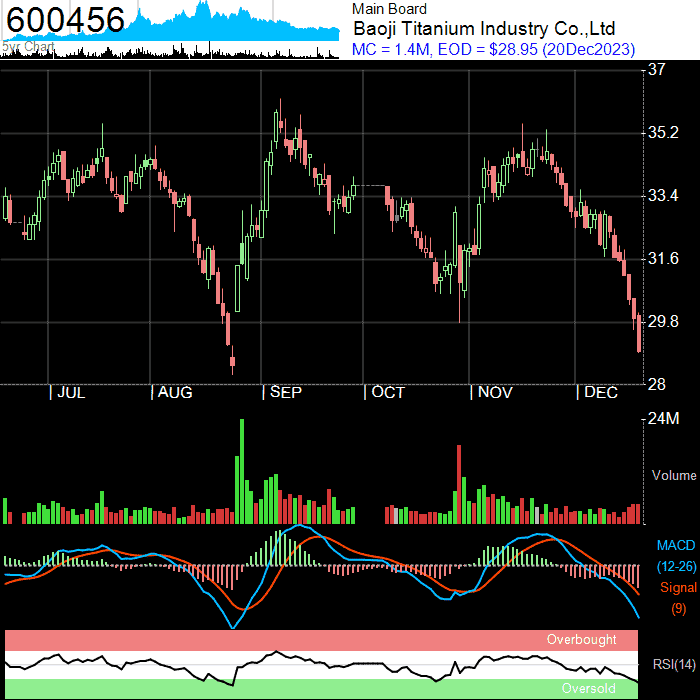 600456
5yr Chart
Main Board
Baoji Titanium Industry Co.,Ltd
MC = 1.4M, EOD = $28.95 (20Dec2023)
37
35.2
33.4
31.6
29.8
28
JUL
AUG
SEP
OCT
NOV
DEC
24M
Volume
MACD
(12-26)
Signal
(9)
Overbought
RSI(14)
Oversold